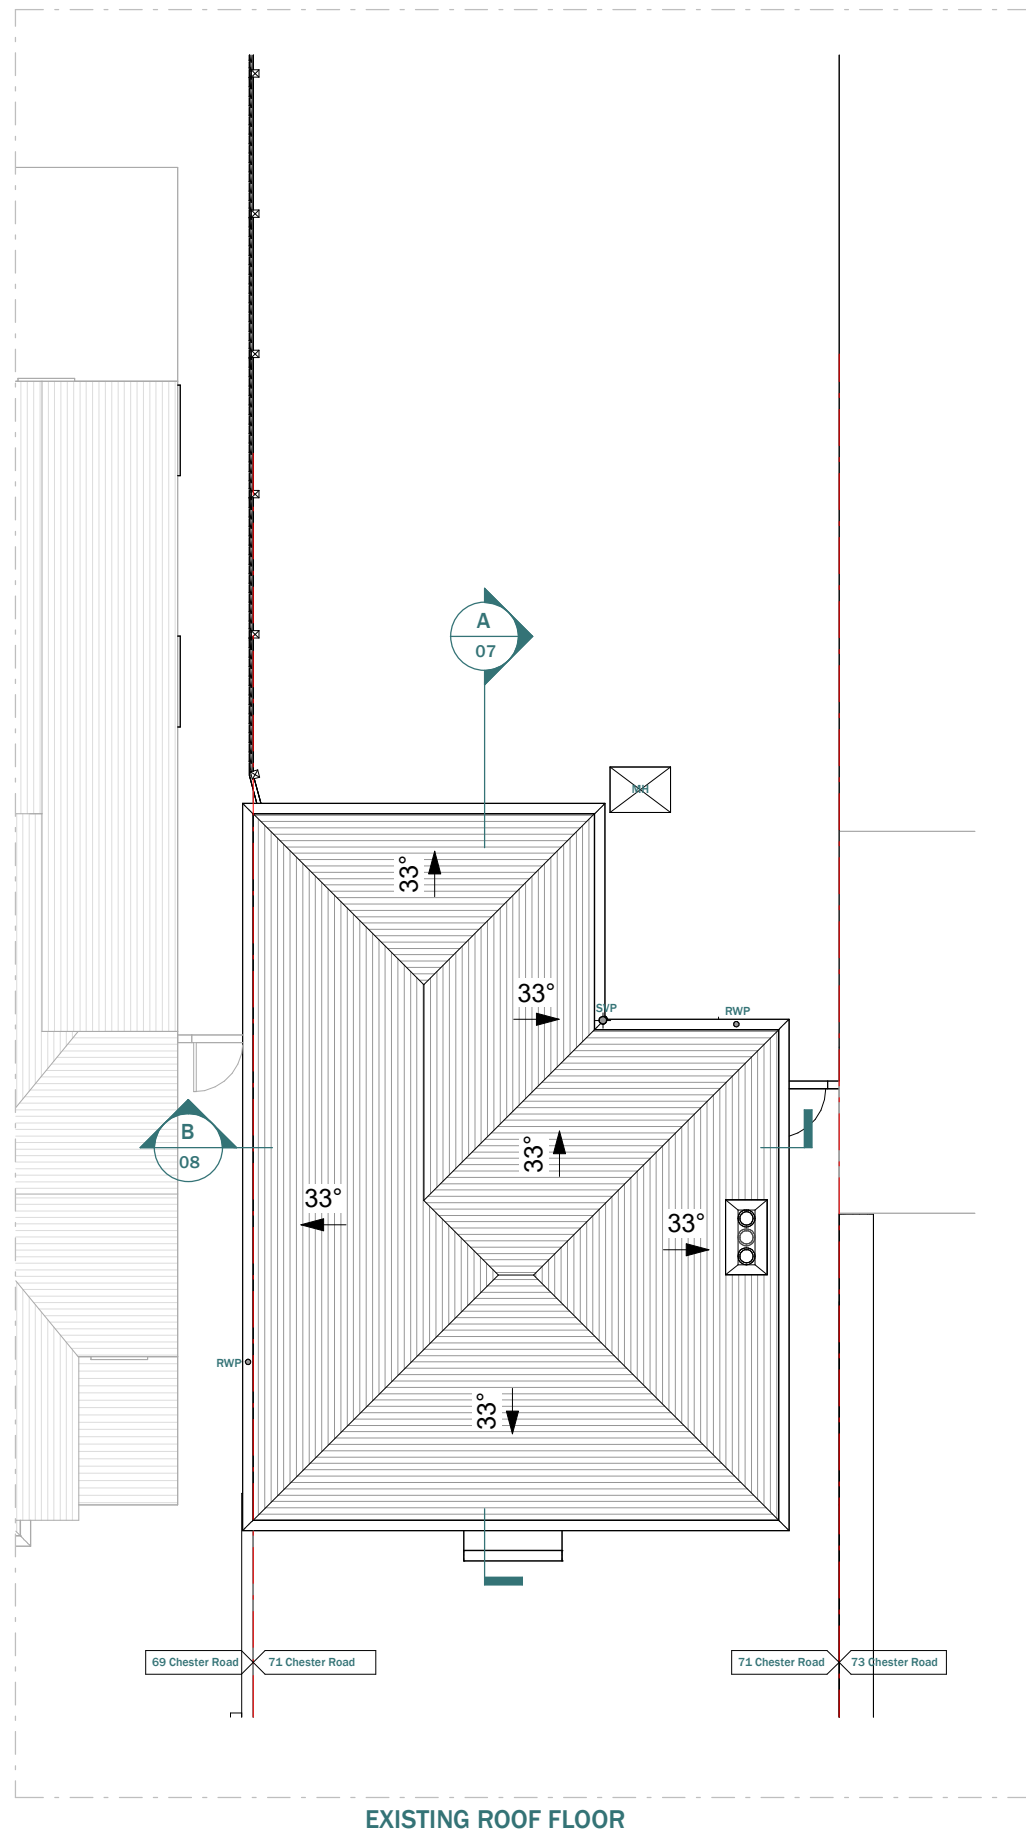 A
07
MH
33°
33°
SVP
RWP
B
08
33°
33°
33°
RWP
33°
69 Chester Road
71 Chester Road
71 Chester Road
73 Chester Road
EXISTING ROOF FLOOR